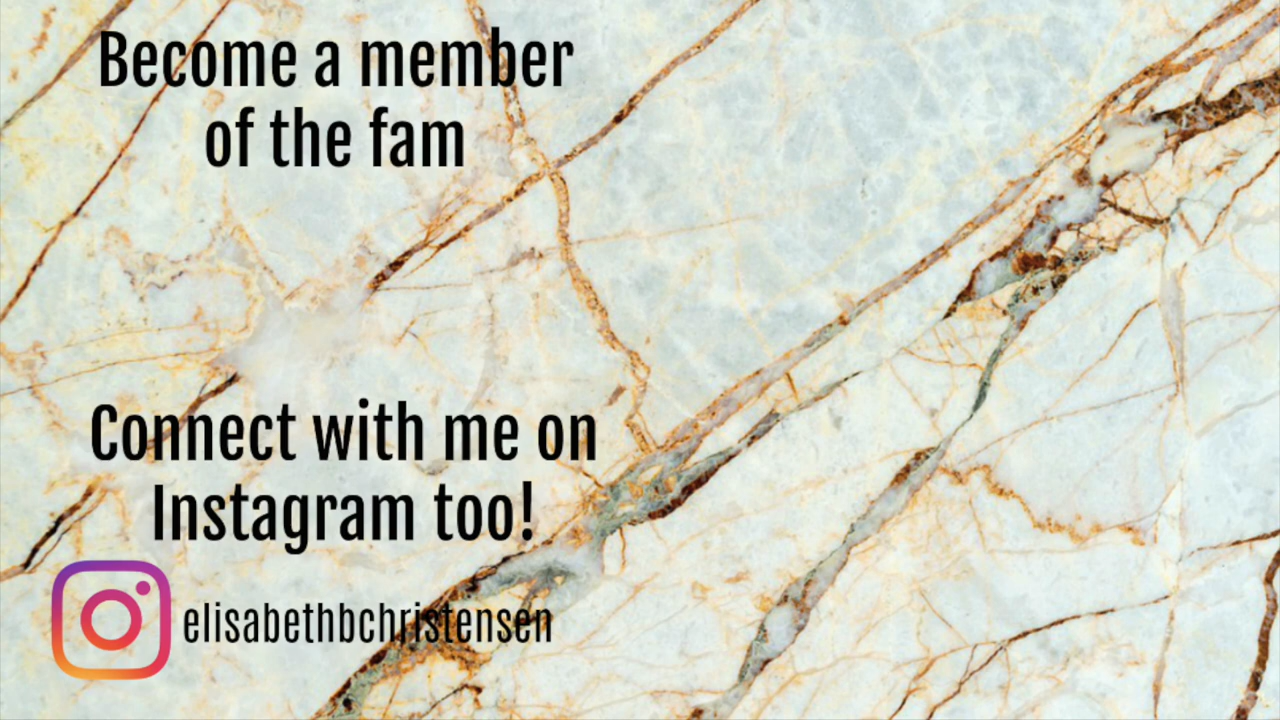 Become a member
of the fam
Connect with me on
Instagram too!
elisabethbchristensen